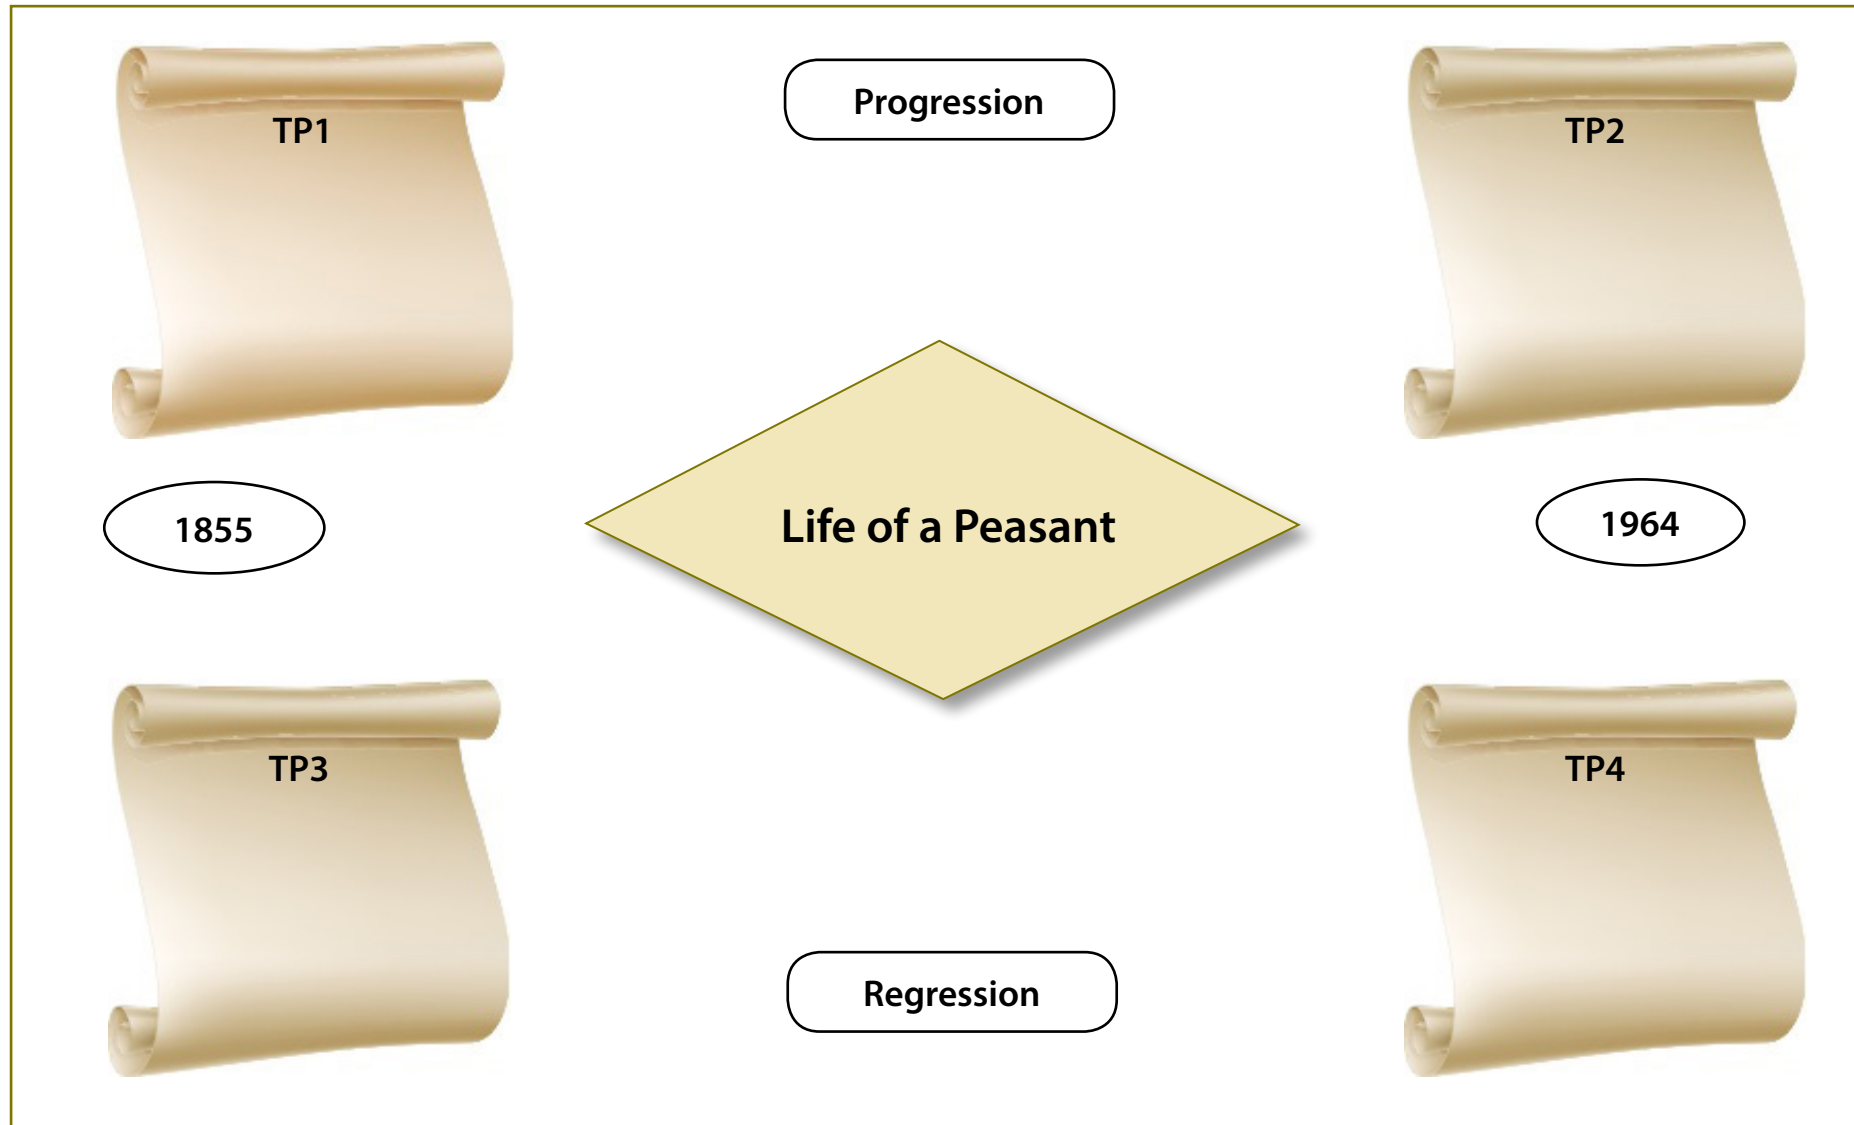 TP1
Progression
TP2
1855
Life of a Peasant
1964
TP3
TP4
Regression